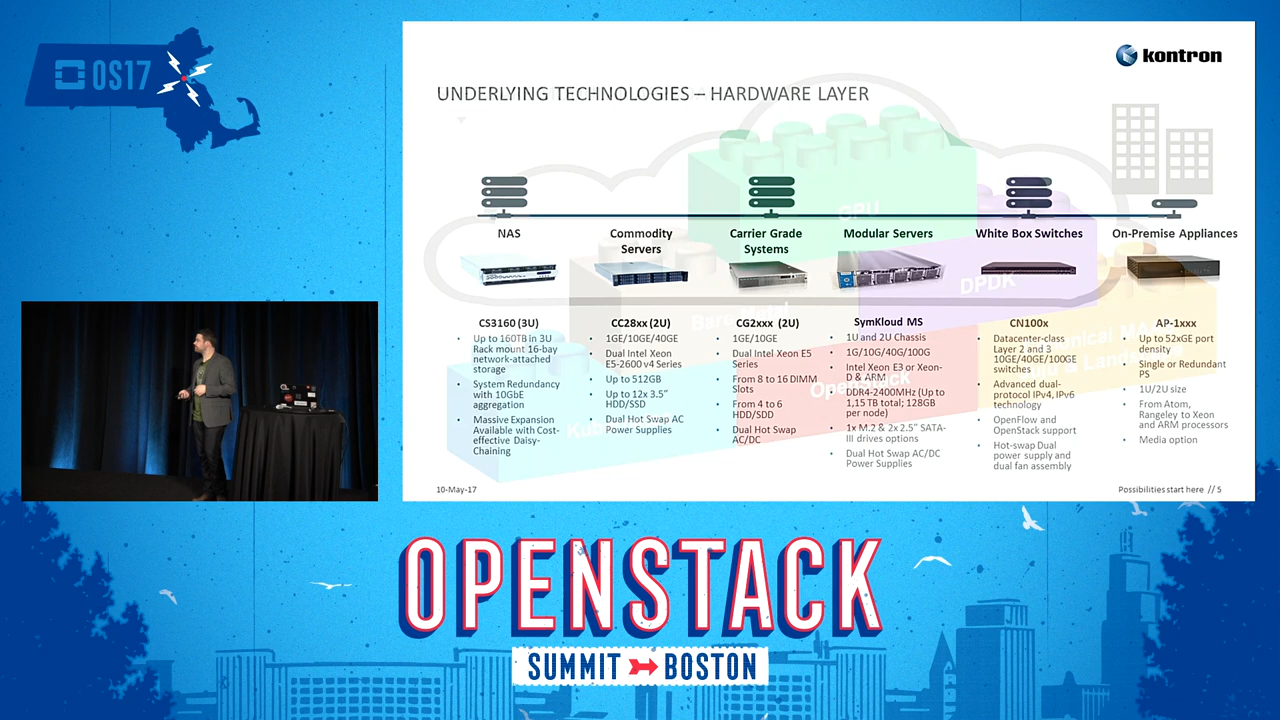 OS17
kontron
UNDERLYING TECHNOLOGIES – HARDWARE LAYER
GPU
NAS
Commodity
Servers
Carrier Grade
Systems
Modular Servers
White Box Switches
On-Premise Appliances
DPDK
Bare Metal
CS3160 (3U)
• Up to 160TB in 3U
Rack mount 16-bay
network-attached
storage
• System Redundancy
with 10GbE
aggregation
• Massive Expansion
Available with Cost-
effective Daisy-
Chaining
CC28xx (2U)
• 1GE/10GE/40GE
• Dual Intel Xeon
E5-2600 v4 Series
• Up to 512GB
• Up to 12x 3.5"
HDD/SSD
• Dual Hot Swap AC
Power Supplies
CG2xxx (2U)
• 1GE/10GE
• Dual Intel Xeon E5
Series
• From 8 to 16 DIMM
Slots
• From 4 to 6
HDD/SDD
• Dual Hot Swap
AC/DC
SymKloud MS
• 1U and 2U Chassis
• 1G/10G/40G/100G
• Intel Xeon E3 or Xeon-
D & ARM
• DDR4-2400MHz (Up to
1,15 TB total; 128GB
per node)
• 1x M.2 & 2x 2.5" SATA-
III drives options
• Dual Hot Swap AC/DC
Power Supplies
CN100x
• Datacenter-class
Layer 2 and 3
10GE/40GE/100GE
switches
• Advanced dual-
protocol IPv4, IPv6
technology
• OpenFlow and
OpenStack support
• Hot-swap Dual
power supply and
dual fan assembly
AP-1xxx
• Up to 52xGE port
density
• Single or Redundant
PS
• 1U/2U size
• From Atom,
Rangeley to Xeon
and ARM processors
• Media option
OpenStack
10-May-17
Possibilities start here // 5
OPENSTACK
SUMMIT BOSTON